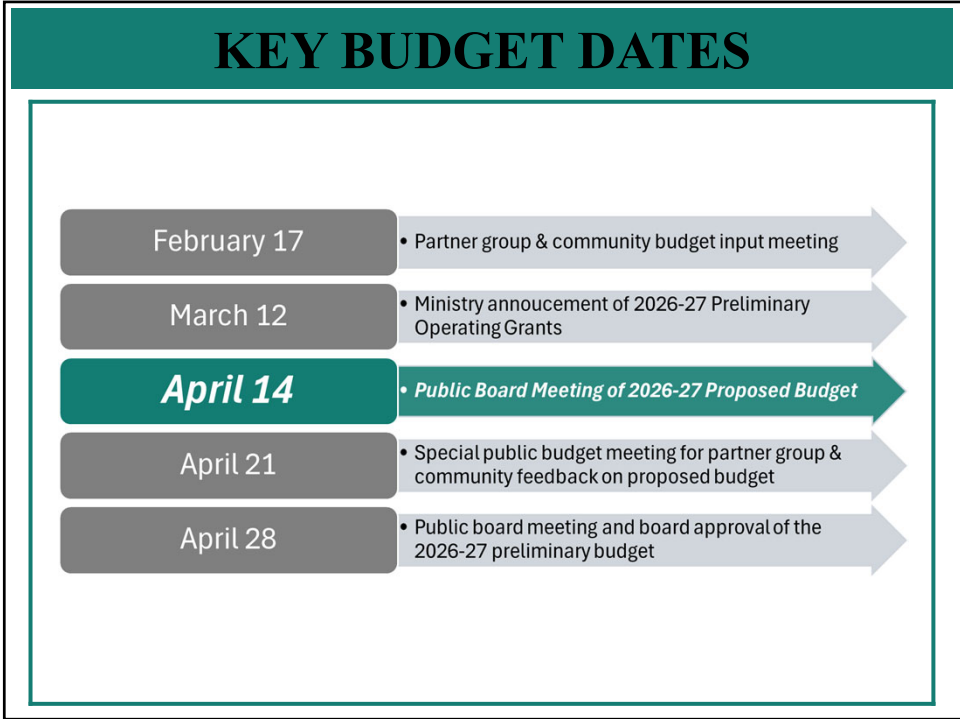 KEY BUDGET DATES
February 17
• Partner group & community budget input meeting
March 12
• Ministry annoucement of 2026-27 Preliminary
Operating Grants
April 14
• Public Board Meeting of 2026-27 Proposed Budget
April 21
• Special public budget meeting for partner group &
community feedback on proposed budget
April 28
• Public board meeting and board approval of the
2026-27 preliminary budget